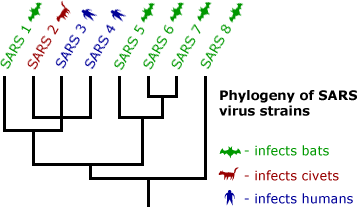 SARS 1
SARS 2
SARS 3
SARS 4
SARS 5
SARS 6
SARS 7
SARS 8
Phylogeny of SARS
virus strains
- infects bats
- infects civets
- infects humans